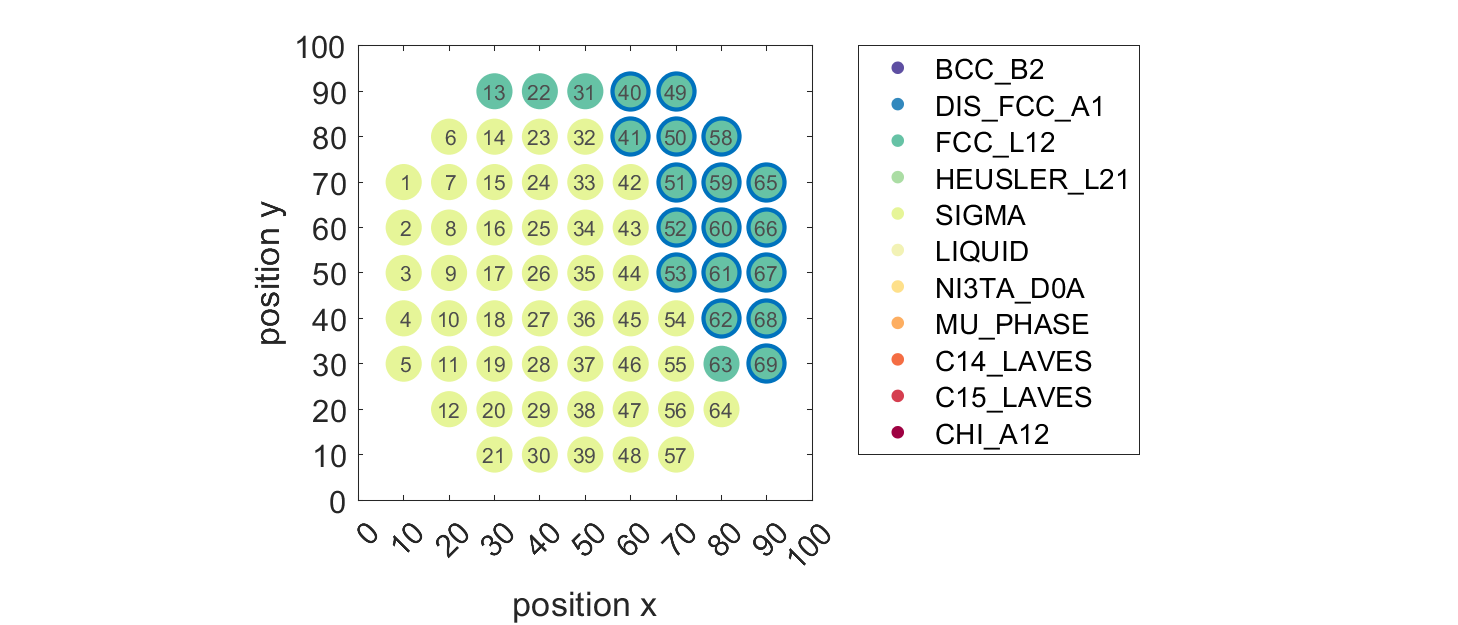 100
90 13 22 31 40 49
80 6 14 23 32 41 50 58
70 1 7 15 24 33 42 51 59 65
60 2 8 16 25 34 43 52 60 66
50 3 9 17 26 35 44 53 61 67
40 4 10 18 27 36 45 54 62 68
30 5 11 19 28 37 46 55 63 69
20 12 20 29 38 47 56 64
10 21 30 39 48 57
0
0 10 20 30 40 50 60 70 80 90 100
position x
position y
BCC_B2
DIS_FCC_A1
FCC_L12
HEUSLER_L21
SIGMA
LIQUID
NI3TA_D0A
MU_PHASE
C14_LAVES
C15_LAVES
CHI_A12